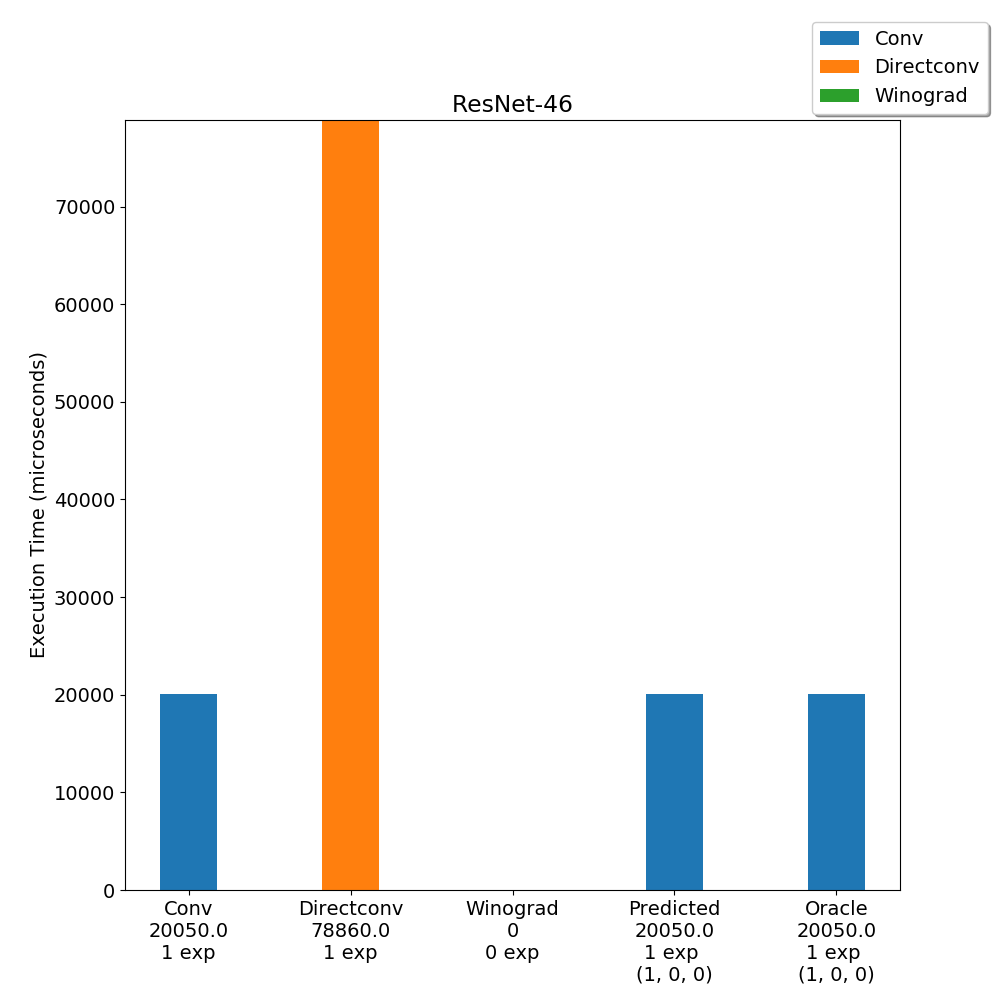 Conv
Directconv
Winograd
ResNet-46
Execution Time (microseconds)
70000
60000
50000
40000
30000
20000
10000
0
Conv
20050.0
1 exp
Directconv
78860.0
1 exp
Winograd
0
0 exp
Predicted
20050.0
1 exp
(1, 0, 0)
Oracle
20050.0
1 exp
(1, 0, 0)